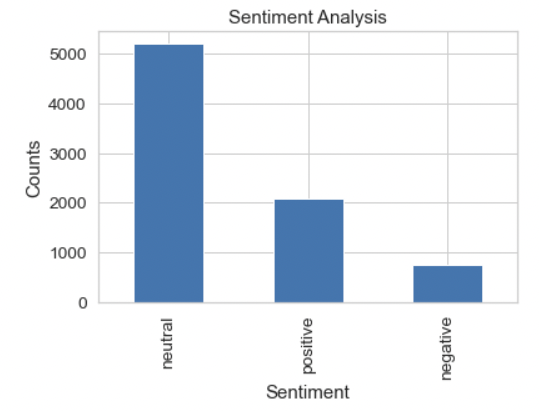 Sentiment Analysis
5000
4000
3000
2000
1000
0
Counts
neutral
positive
negative
Sentiment